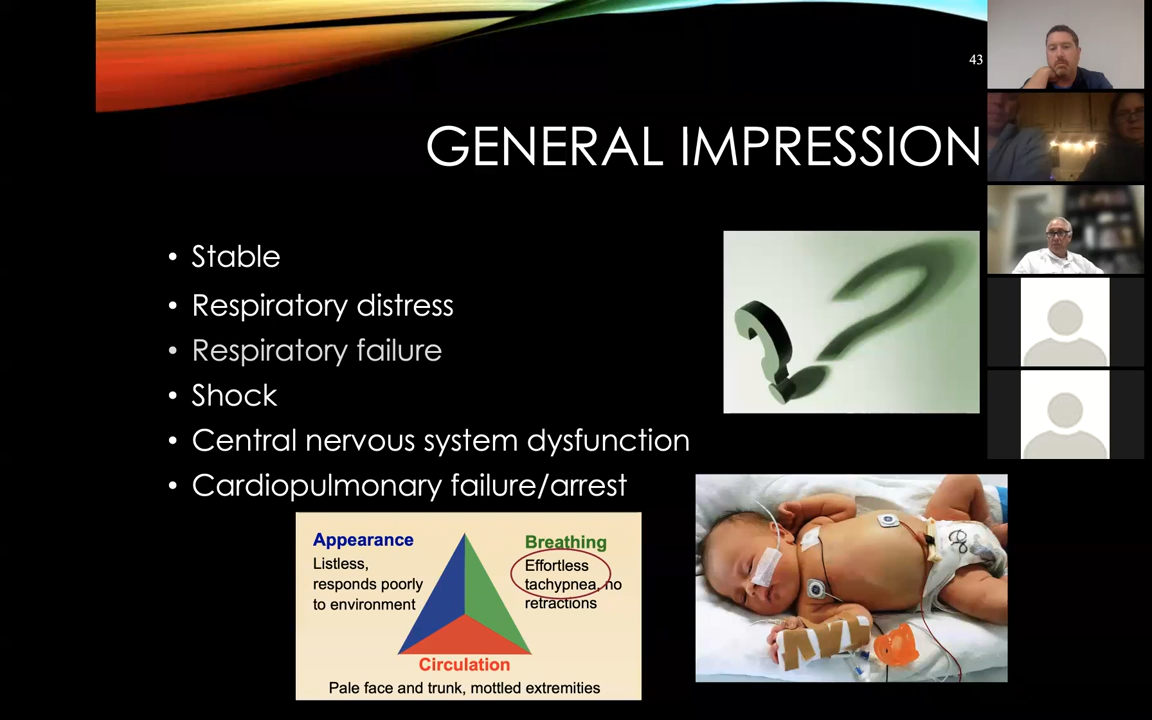 43
GENERAL IMPRESSION
• Stable
• Respiratory distress
• Respiratory failure
• Shock
• Central nervous system dysfunction
• Cardiopulmonary failure/arrest
Appearance
Listless,
responds poorly
to environment
Breathing
Effortless
tachypnea, no
retractions
Circulation
Pale face and trunk, mottled extremities